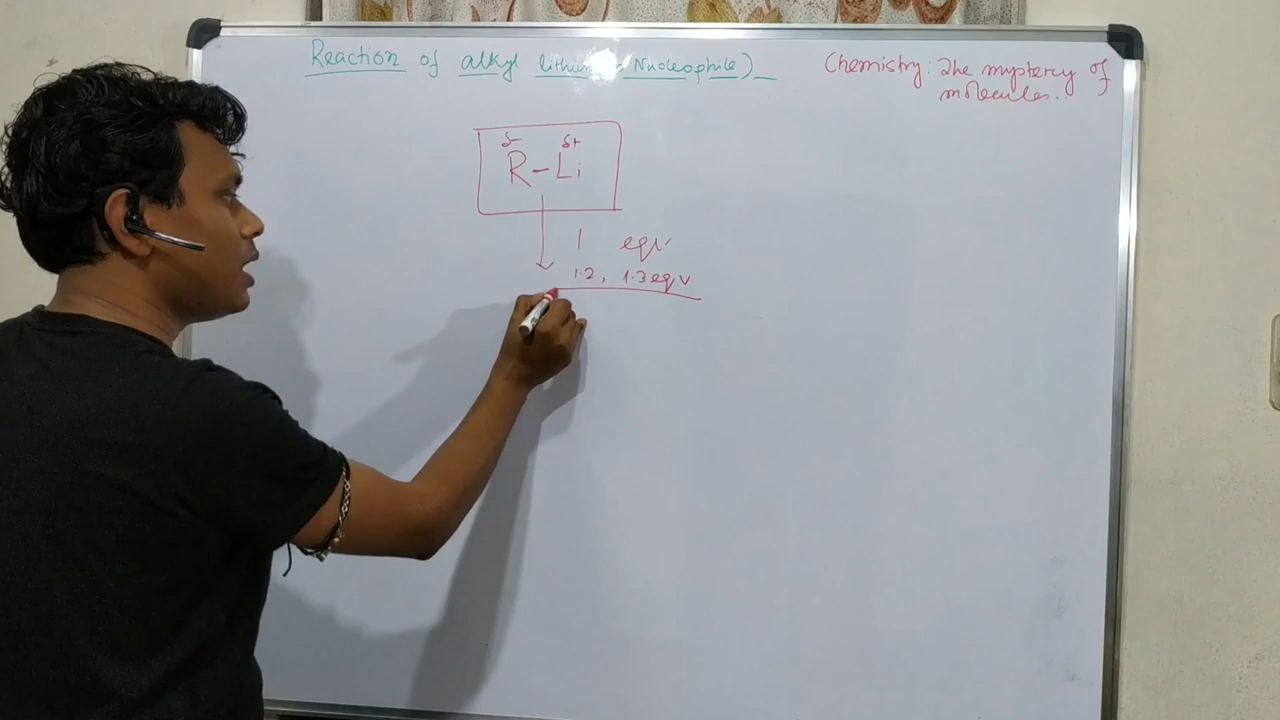 Reaction of alkyl lithium Nucleophile)
Chemistry: The mystery of
molecules..
δ- δ+
R-Li
1 eqv
1.2, 1.3 eqv